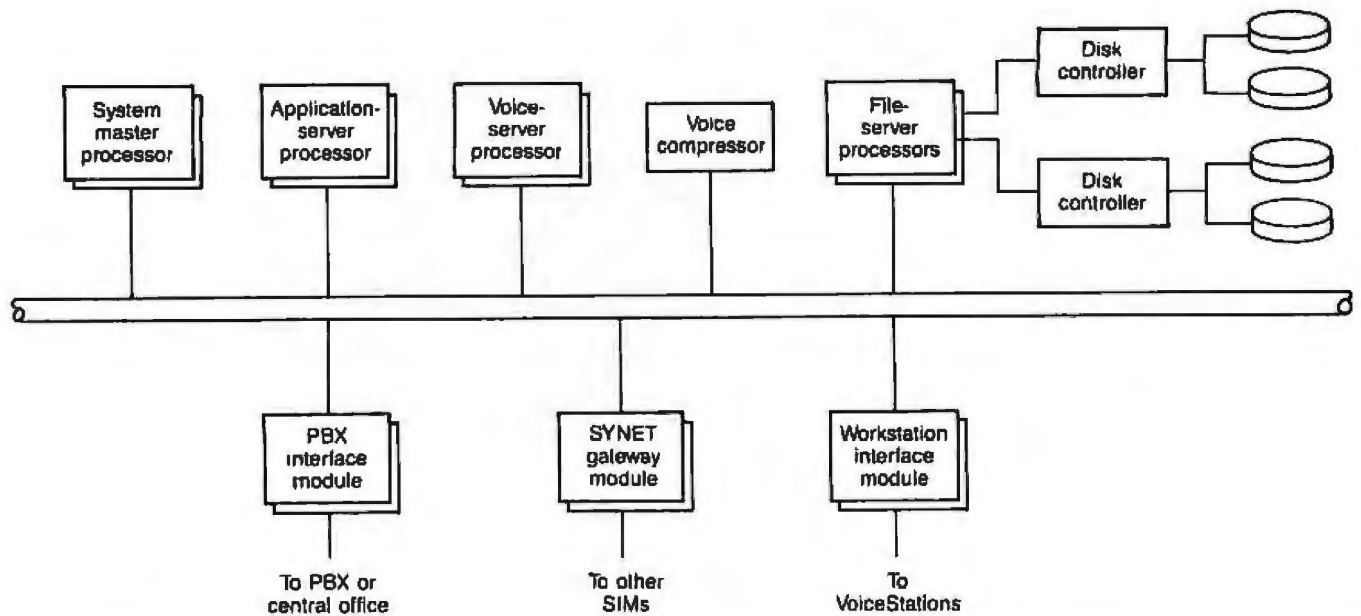 System
master
processor
Application-
server
processor
Voice-
server
processor
Voice
compressor
File-
server
processors
Disk
controller
Disk
controller
PBX
interface
module
SYNET
gateway
module
Workstation
interface
module
To PBX or
central office
To other
SIMs
To
VoiceStations